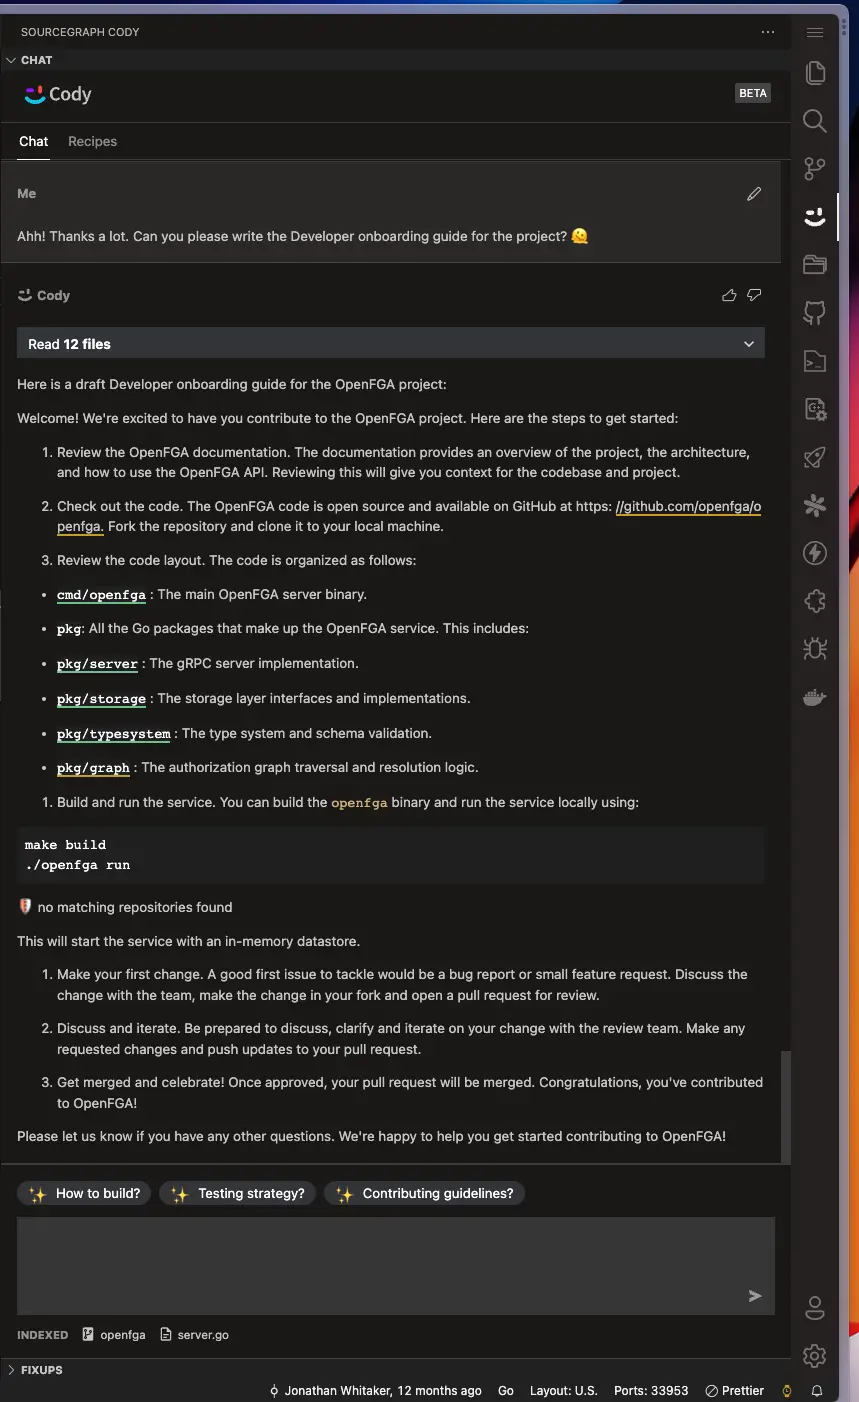 SOURCEGRAPH CODY
CHAT
Cody
BETA
Chat Recipes
Me
Ahh! Thanks a lot. Can you please write the Developer onboarding guide for the project? 🫠
Cody
Read 12 files
Here is a draft Developer onboarding guide for the OpenFGA project:
Welcome! We're excited to have you contribute to the OpenFGA project. Here are the steps to get started:
1. Review the OpenFGA documentation. The documentation provides an overview of the project, the architecture,
and how to use the OpenFGA API. Reviewing this will give you context for the codebase and project.
2. Check out the code. The OpenFGA code is open source and available on GitHub at https: //github.com/openfga/o
penfga. Fork the repository and clone it to your local machine.
3. Review the code layout. The code is organized as follows:
• cmd/openfga : The main OpenFGA server binary.
• pkg: All the Go packages that make up the OpenFGA service. This includes:
• pkg/server : The gRPC server implementation.
• pkg/storage : The storage layer interfaces and implementations.
• pkg/typesystem : The type system and schema validation.
• pkg/graph : The authorization graph traversal and resolution logic.
1. Build and run the service. You can build the openfga binary and run the service locally using:
make build
./openfga run
no matching repositories found
This will start the service with an in-memory datastore.
1. Make your first change. A good first issue to tackle would be a bug report or small feature request. Discuss the
change with the team, make the change in your fork and open a pull request for review.
2. Discuss and iterate. Be prepared to discuss, clarify and iterate on your change with the review team. Make any
requested changes and push updates to your pull request.
3. Get merged and celebrate! Once approved, your pull request will be merged. Congratulations, you've contributed
to OpenFGA!
Please let us know if you have any other questions. We're happy to help you get started contributing to OpenFGA!
✨ How to build? ✨ Testing strategy? ✨ Contributing guidelines?
INDEXED openfga server.go
FIXUPS
Jonathan Whitaker, 12 months ago Go Layout: U.S. Ports: 33953 Prettier